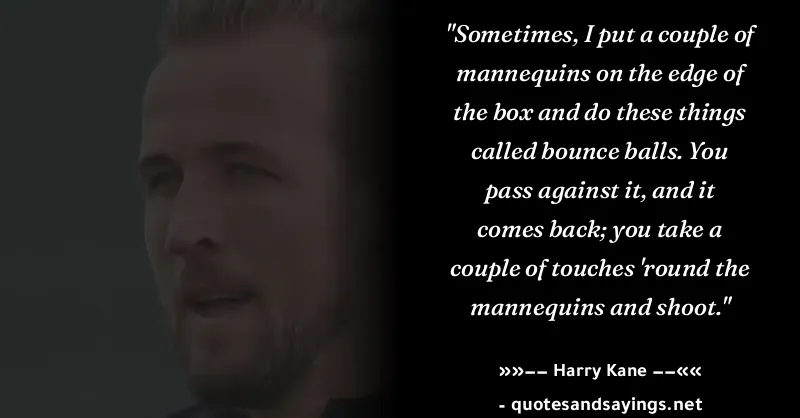 "Sometimes, I put a couple of
mannequins on the edge of
the box and do these things
called bounce balls. You
pass against it, and it
comes back; you take a
couple of touches 'round the
mannequins and shoot."
»»−− Harry Kane −−««
- quotesandsayings.net